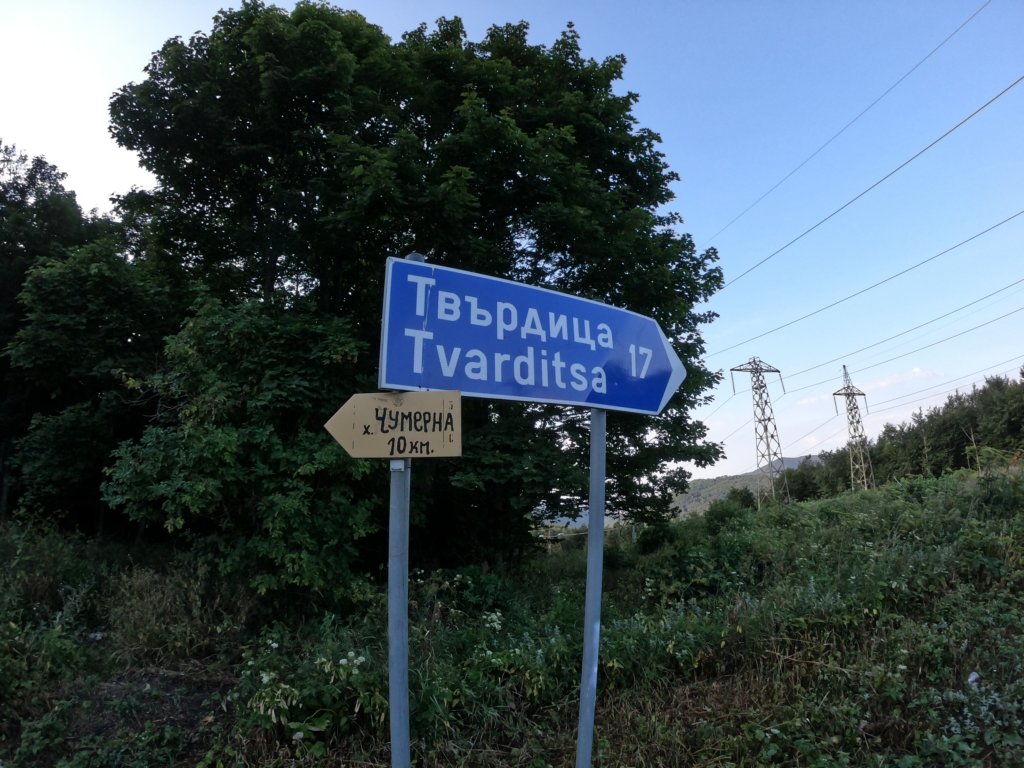 Твърдица
Tvarditsa 17
х. Чумерна
10 км.